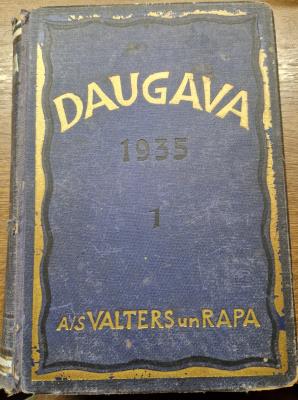 DAUGAVA
1935
1
A/S VALTERS un RAPA